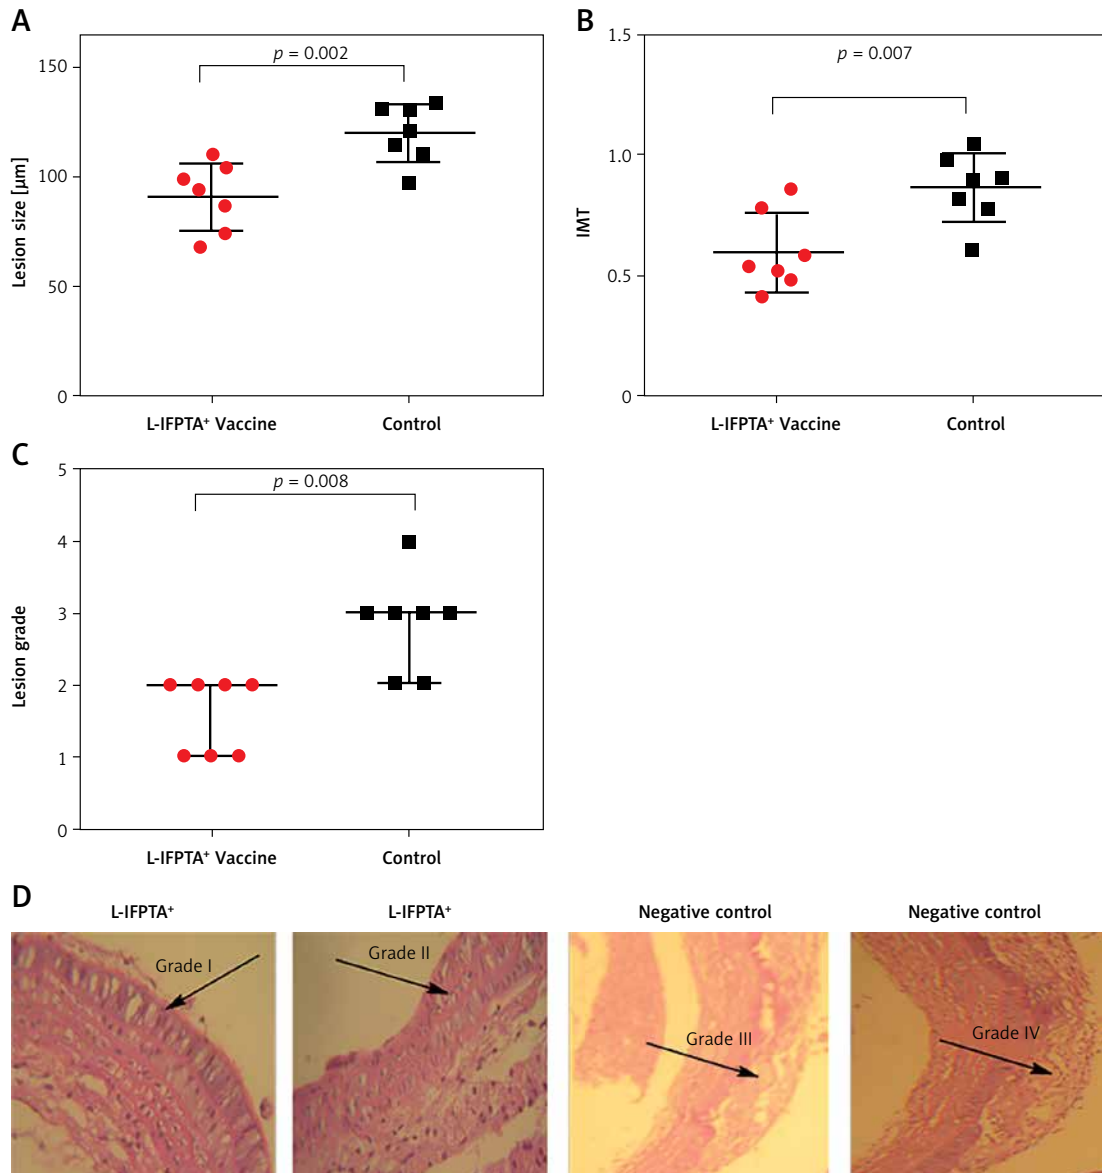 A
p = 0.002
150
100
50
0
Lesion size [µm]
L-IFPTA⁺ Vaccine
Control
B
p = 0.007
1.5
1.0
0.5
0
IMT
L-IFPTA⁺ Vaccine
Control
C
p = 0.008
5
4
3
2
1
0
Lesion grade
L-IFPTA⁺ Vaccine
Control
D
L-IFPTA⁺
L-IFPTA⁺
Negative control
Negative control
Grade I
Grade II
Grade III
Grade IV